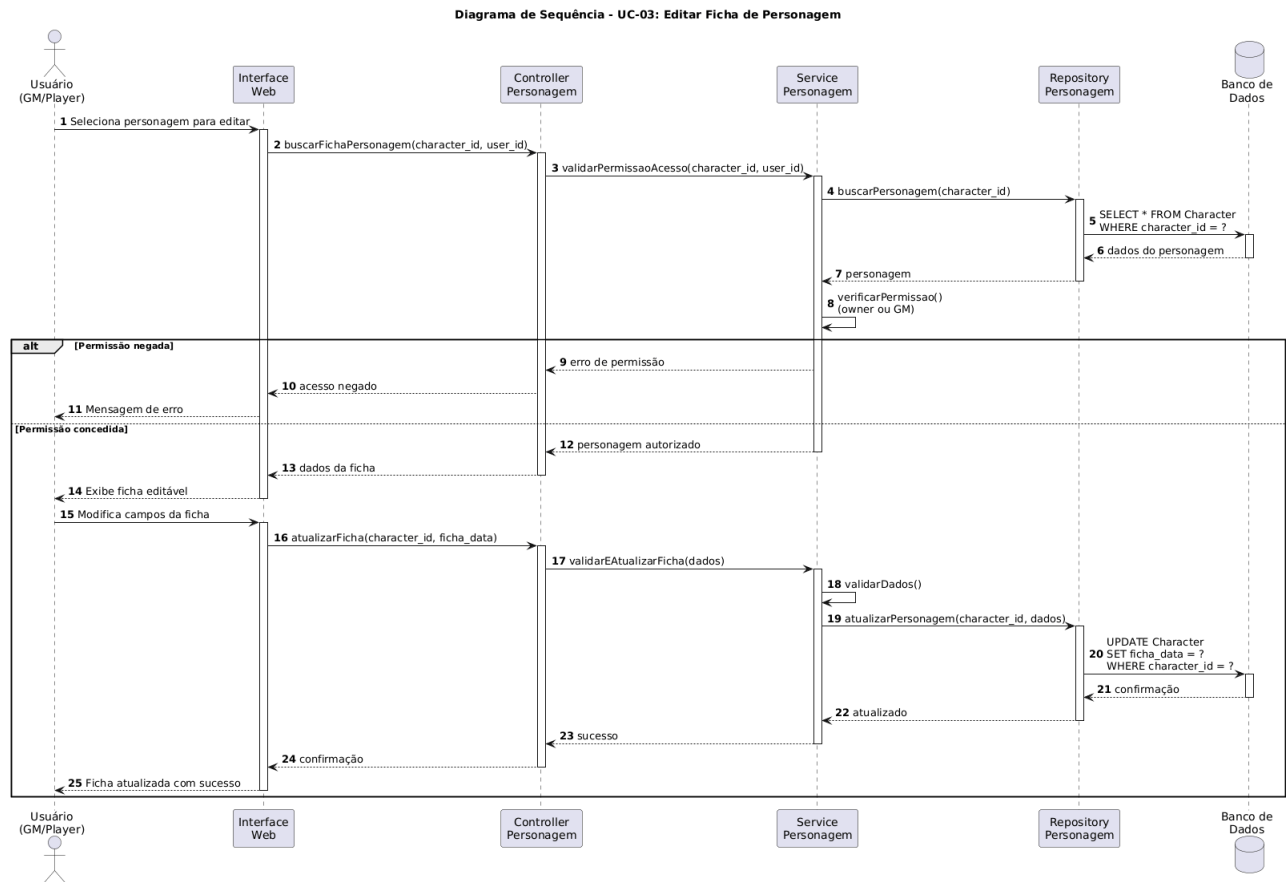 Diagrama de Sequência - UC-03: Editar Ficha de Personagem
Usuário
(GM/Player)
Interface
Web
Controller
Personagem
Service
Personagem
Repository
Personagem
Banco de
Dados
1 Seleciona personagem para editar
2 buscarFichaPersonagem(character_id, user_id)
3 validarPermissaoAcesso(character_id, user_id)
4 buscarPersonagem(character_id)
5 SELECT * FROM Character
WHERE character_id = ?
6 dados do personagem
7 personagem
8 verificarPermissao()
(owner ou GM)
alt [Permissão negada]
9 erro de permissão
10 acesso negado
11 Mensagem de erro
[Permissão concedida]
12 personagem autorizado
13 dados da ficha
14 Exibe ficha editável
15 Modifica campos da ficha
16 atualizarFicha(character_id, ficha_data)
17 validarEAtualizarFicha(dados)
18 validarDados()
19 atualizarPersonagem(character_id, dados)
20 UPDATE Character
SET ficha_data = ?
WHERE character_id = ?
21 confirmação
22 atualizado
23 sucesso
24 confirmação
25 Ficha atualizada com sucesso
Usuário
(GM/Player)
Interface
Web
Controller
Personagem
Service
Personagem
Repository
Personagem
Banco de
Dados